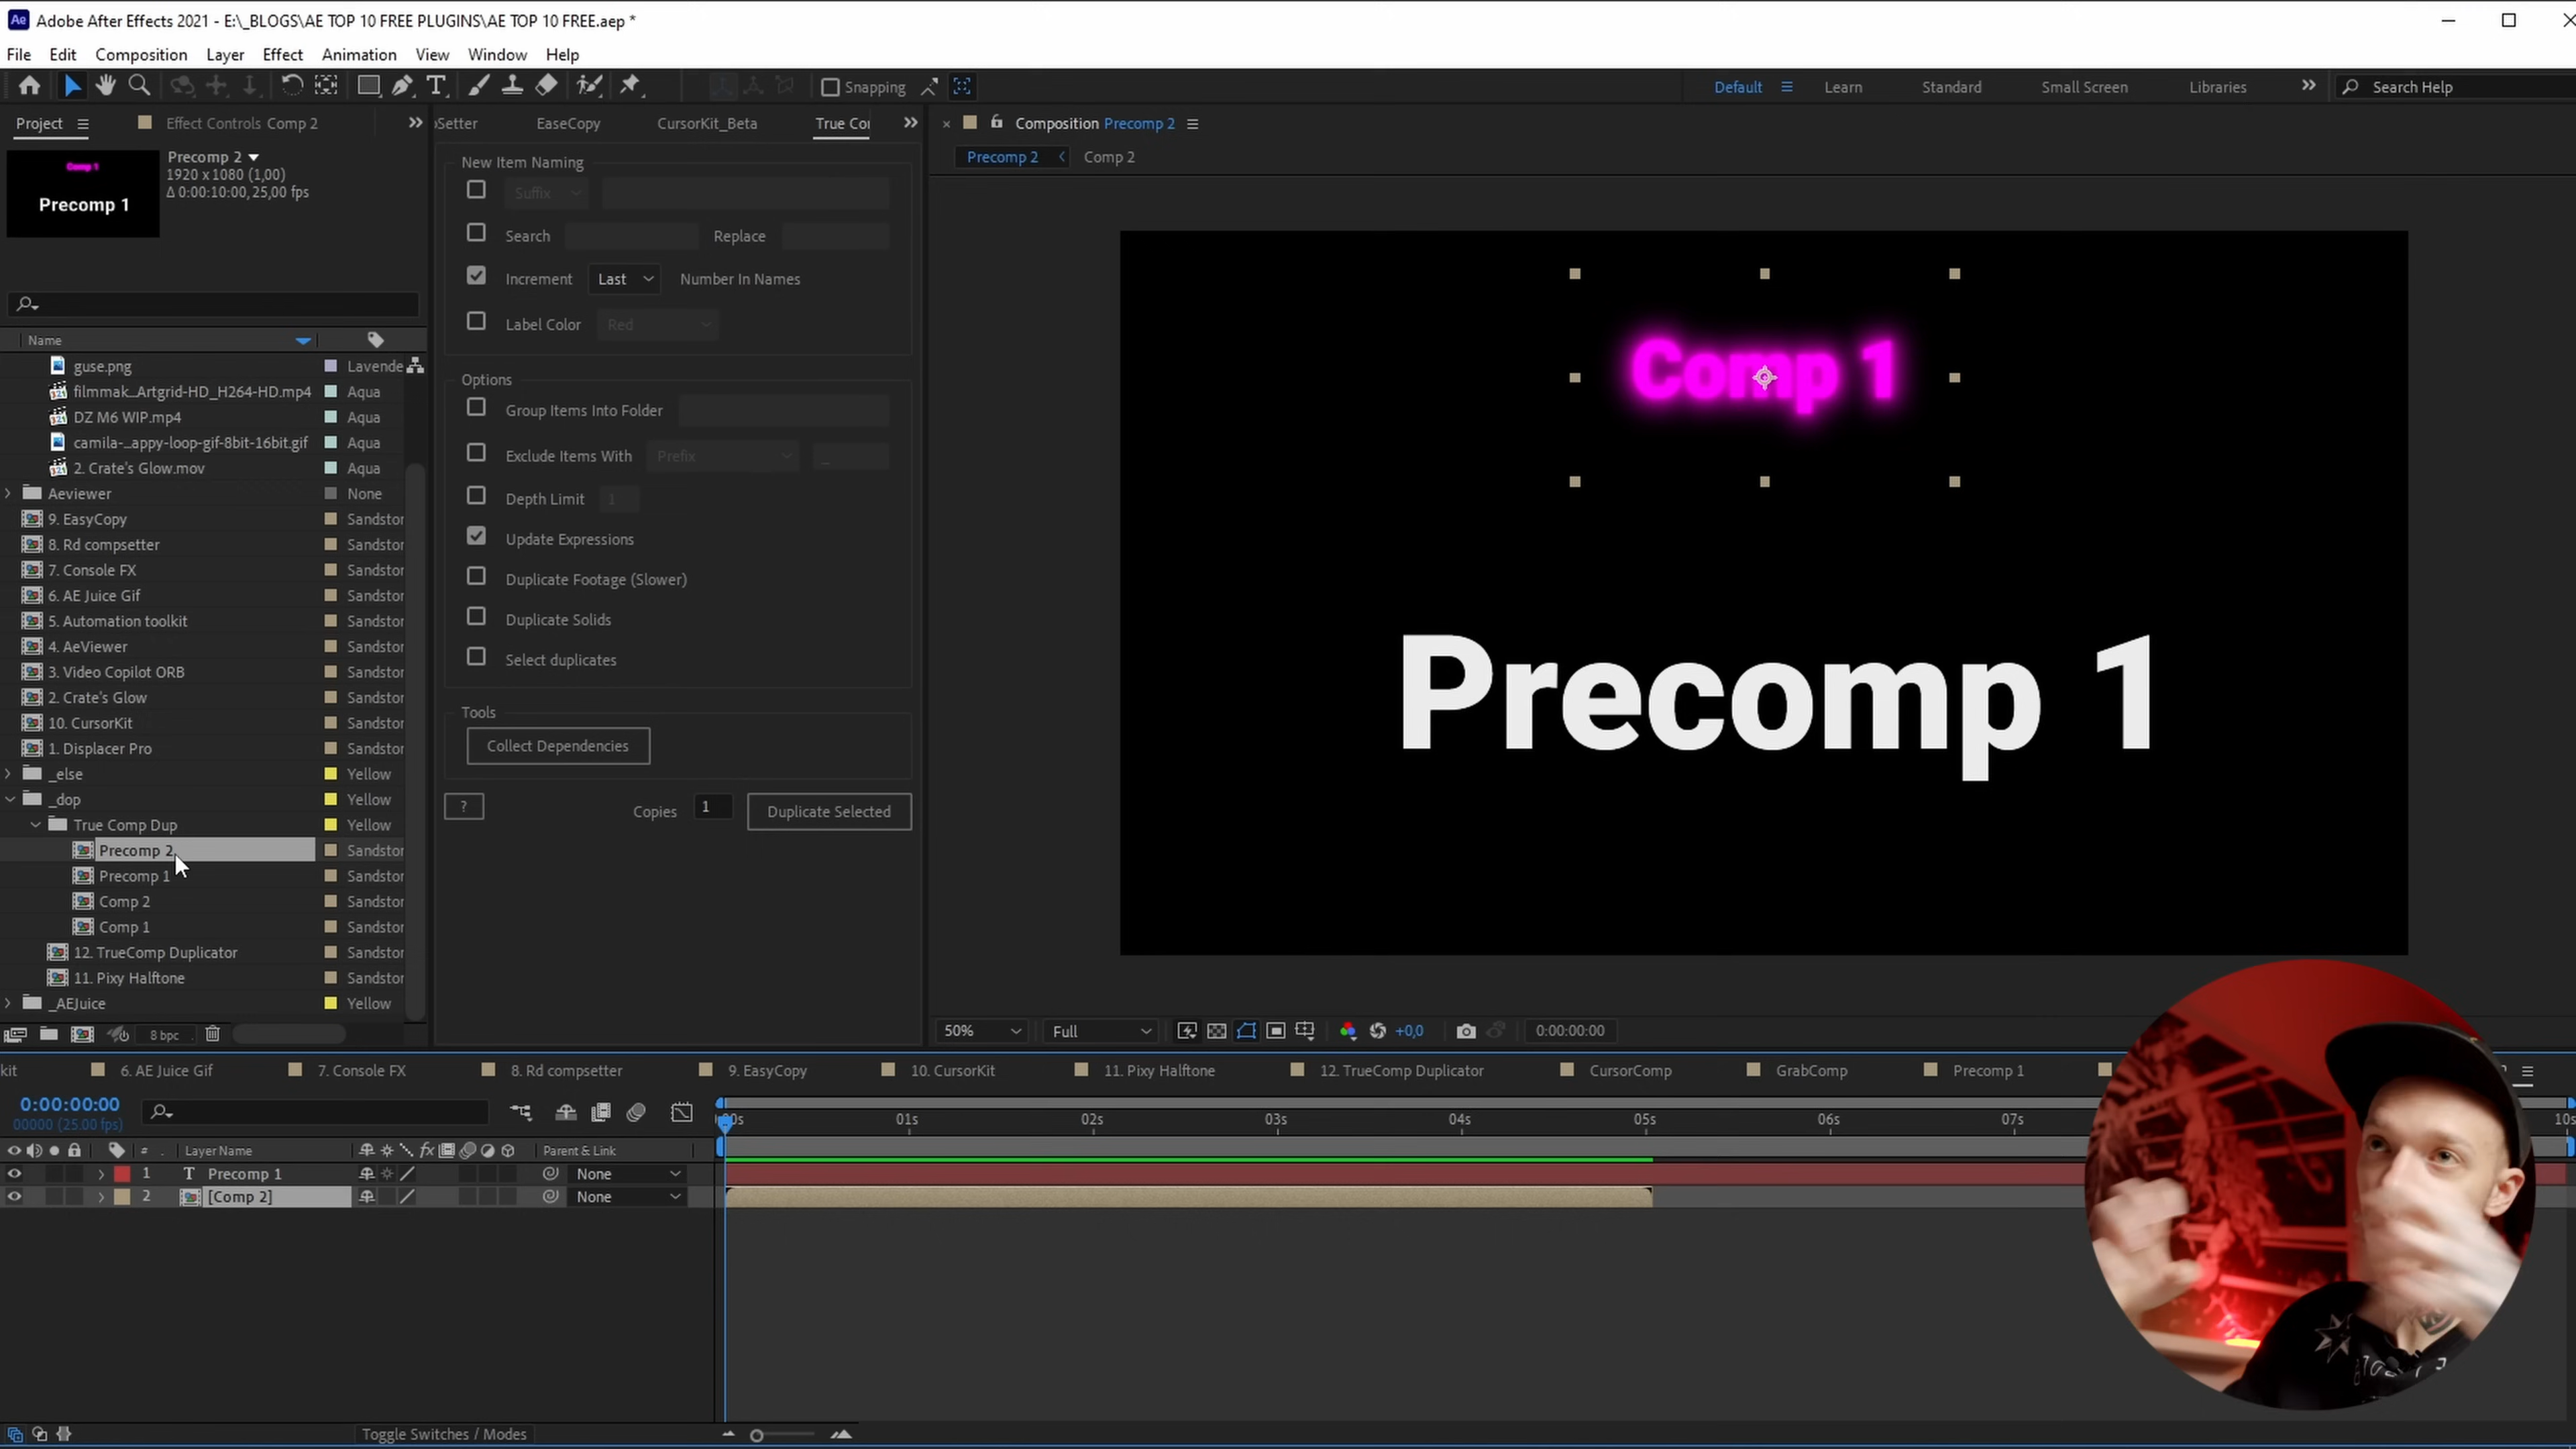 Ae Adobe After Effects 2021 - E:\_BLOGS\AE TOP 10 FREE PLUGINS\AE TOP 10 FREE.aep *
File Edit Composition Layer Effect Animation View Window Help
Snapping Default Learn Standard Small Screen Libraries Search Help
Project Effect Controls Comp 2
Setter EaseCopy CursorKit_Beta True Co
Composition Precomp 2
Precomp 2 Comp 2
Comp 1
Precomp 1
Precomp 2
1920 x 1080 (1,00)
Δ 0:00:10:00, 25,00 fps
Name
guse.png Lavende
filmmak...Artgrid-HD_H264-HD.mp4 Aqua
DZ M6 WIP.mp4 Aqua
camila-...appy-loop-gif-8bit-16bit.gif Aqua
2. Crate's Glow.mov Aqua
Aeviewer None
9. EasyCopy Sandstor
8. Rd compsetter Sandstor
7. Console FX Sandstor
6. AE Juice Gif Sandstor
5. Automation toolkit Sandstor
4. AeViewer Sandstor
3. Video Copilot ORB Sandstor
2. Crate's Glow Sandstor
10. CursorKit Sandstor
1. Displacer Pro Sandstor
_else Yellow
_dop Yellow
True Comp Dup Yellow
Precomp 2 Sandstor
Precomp 1 Sandstor
Comp 2 Sandstor
Comp 1 Sandstor
12. TrueComp Duplicator Sandstor
11. Pixy Halftone Sandstor
_AEJuice Yellow
8 bpc
New Item Naming
Suffix
Search Replace
Increment Last Number In Names
Label Color Red
Options
Group Items Into Folder
Exclude Items With Prefix _
Depth Limit 1
Update Expressions
Duplicate Footage (Slower)
Duplicate Solids
Select duplicates
Tools
Collect Dependencies
? Copies 1 Duplicate Selected
Comp 1
Precomp 1
50% Full +0,0 0:00:00:00
kit 6. AE Juice Gif 7. Console FX 8. Rd compsetter 9. EasyCopy 10. CursorKit 11. Pixy Halftone 12. TrueComp Duplicator CursorComp GrabComp Precomp 1
0:00:00:00
00000 (25.00 fps)
00s 01s 02s 03s 04s 05s 06s 07s 10s
# Layer Name fx Parent & Link
1 T Precomp 1 None
2 [Comp 2] None
Toggle Switches / Modes